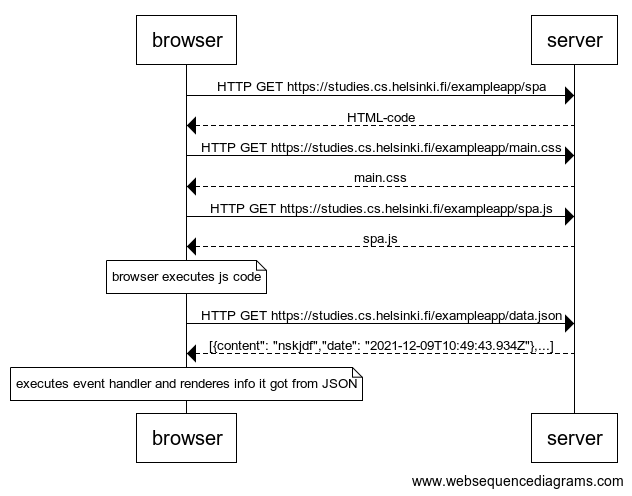 browser
server
HTTP GET https://studies.cs.helsinki.fi/exampleapp/spa
HTML-code
HTTP GET https://studies.cs.helsinki.fi/exampleapp/main.css
main.css
HTTP GET https://studies.cs.helsinki.fi/exampleapp/spa.js
spa.js
browser executes js code
HTTP GET https://studies.cs.helsinki.fi/exampleapp/data.json
[{content": "nskjdf","date": "2021-12-09T10:49:43.934Z"},...]
executes event handler and renderes info it got from JSON
browser
server
www.websequencediagrams.com